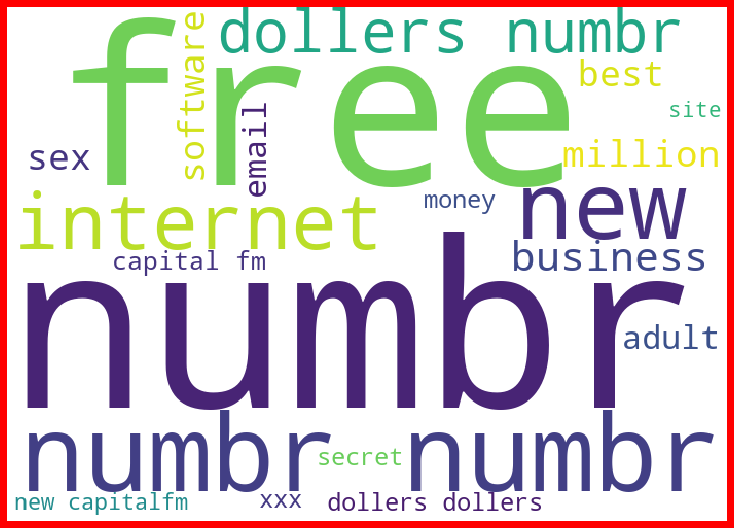 dollers numbr
free
software
best
site
email
sex
million
new
internet
money
business
capital fm
numbr
adult
numbr numbr
secret
new capitalfm
xxx
dollers dollers